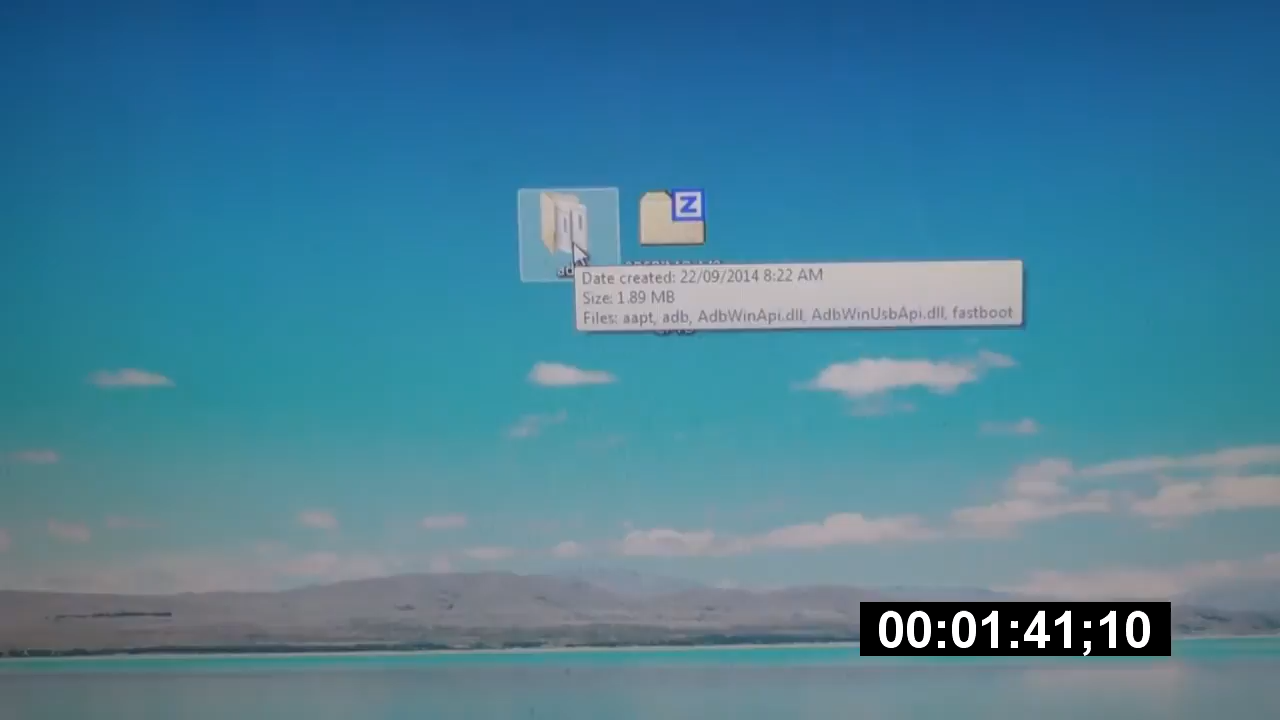 Z
Date created: 22/09/2014 8:22 AM
Size: 1.89 MB
Files: aapt, adb, AdbWinApi.dll, AdbWinUsbApi.dll, fastboot
00:01:41;10